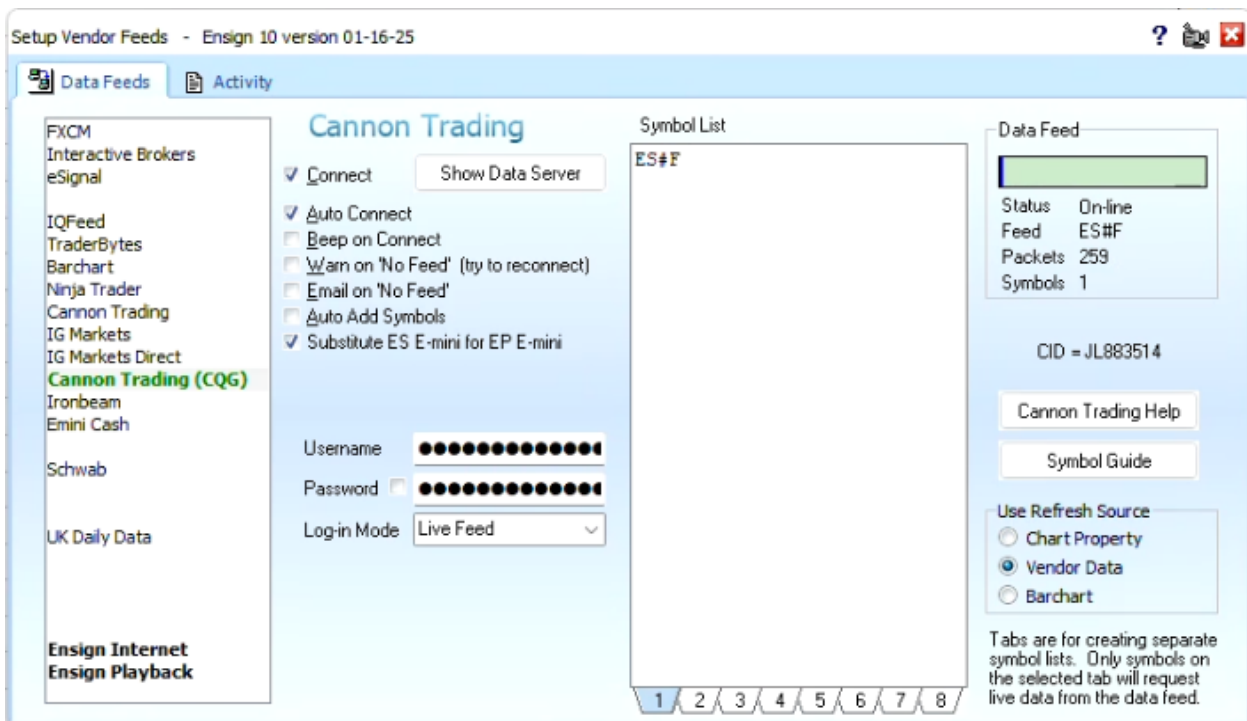 Setup Vendor Feeds - Ensign 10 version 01-16-25
?
Data Feeds
Activity
FXCM
Interactive Brokers
eSignal
IQFeed
TraderBytes
Barchart
Ninja Trader
Cannon Trading
IG Markets
IG Markets Direct
Cannon Trading (CQG)
Ironbeam
Emini Cash
Schwab
UK Daily Data
Ensign Internet
Ensign Playback
Cannon Trading
Connect
Show Data Server
Auto Connect
Beep on Connect
Warn on 'No Feed' (try to reconnect)
Email on 'No Feed'
Auto Add Symbols
Substitute ES E-mini for EP E-mini
Username
Password
Log-in Mode Live Feed
Symbol List
ES#F
1 2 3 4 5 6 7 8
Data Feed
Status On-line
Feed ES#F
Packets 259
Symbols 1
CID = JL883514
Cannon Trading Help
Symbol Guide
Use Refresh Source
Chart Property
Vendor Data
Barchart
Tabs are for creating separate
symbol lists. Only symbols on
the selected tab will request
live data from the data feed.